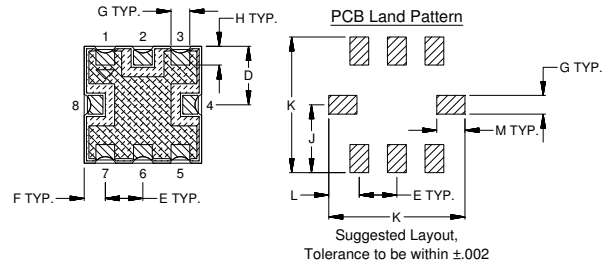 G TYP.
H TYP.
PCB Land Pattern
1 2 3
D
8
4
7 6 5
F TYP.
E TYP.
G TYP.
K
J
M TYP.
L
E TYP.
K
Suggested Layout,
Tolerance to be within ±.002